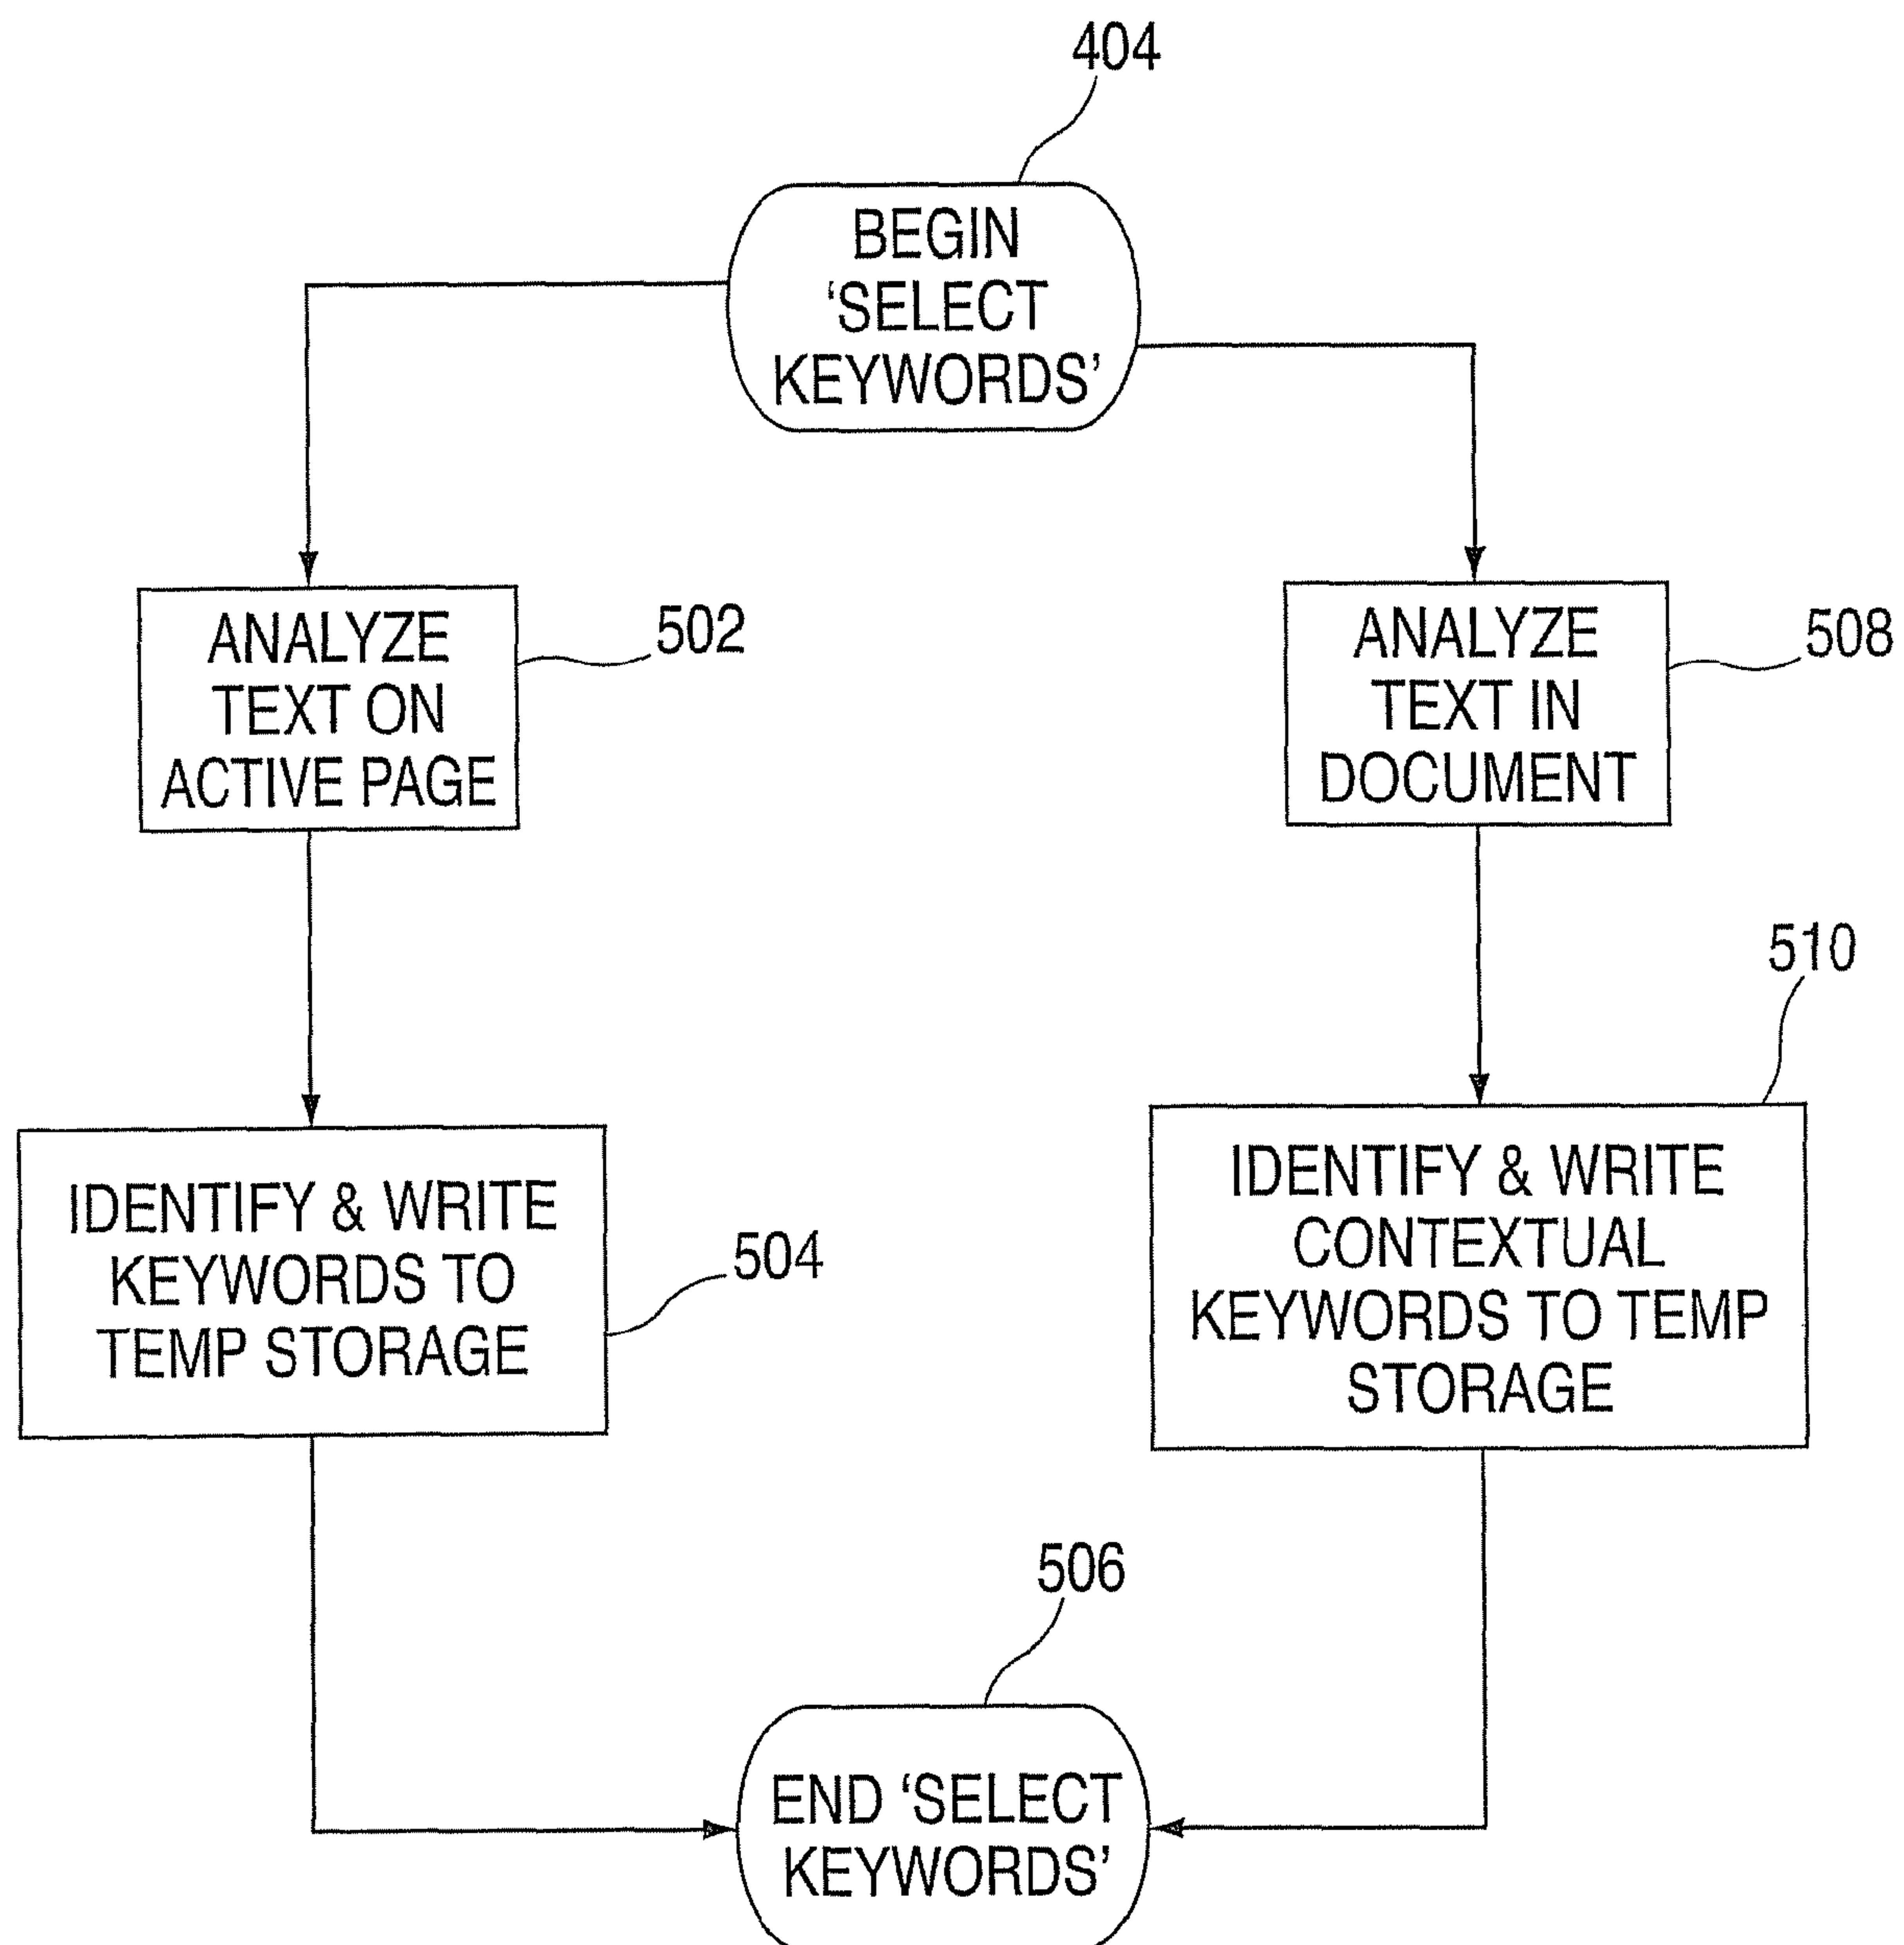 404
BEGIN
‘SELECT
KEYWORDS’
ANALYZE
TEXT ON
ACTIVE PAGE
502
ANALYZE
TEXT IN
DOCUMENT
508
IDENTIFY & WRITE
KEYWORDS TO
TEMP STORAGE
504
510
IDENTIFY & WRITE
CONTEXTUAL
KEYWORDS TO TEMP
STORAGE
506
END ‘SELECT
KEYWORDS’